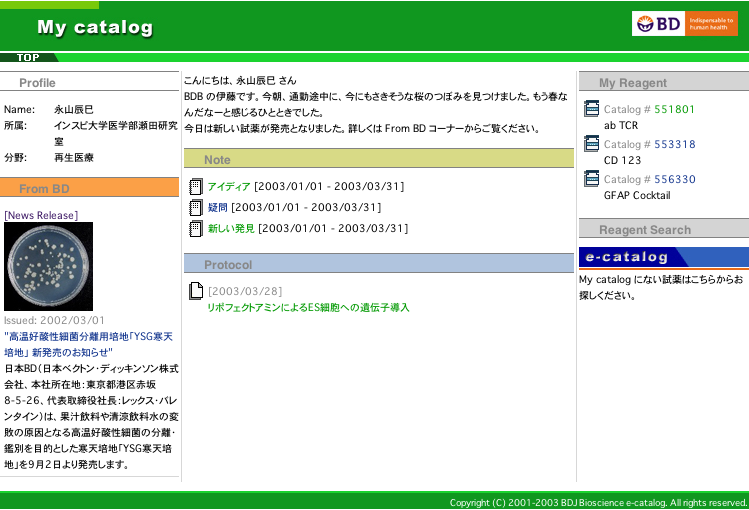 My catalog
BD
Indispensable to
human health
TOP
Profile
Name: 永山辰巳
所属: インスピ大学医学部瀬田研究
室
分野: 再生医療
From BD
[News Release]
Issued: 2002/03/01
"高温好酸性細菌分離用培地「YSG寒天
培地」 新発売のお知らせ"
日本BD(日本ベクトン・ディッキンソン株式
会社、本社所在地:東京都港区赤坂
8-5-26、代表取締役社長:レックス・バレ
ンタイン)は、果汁飲料や清涼飲料水の変
敗の原因となる高温好酸性細菌の分離・
鑑別を目的とした寒天培地「YSG寒天培
地」を9月2日より発売します。
こんにちは、永山辰巳 さん
BDB の伊藤です。今朝、通勤途中に、今にもさきそうな桜のつぼみを見つけました。もう春な
んだなーと感じるひとときでした。
今日は新しい試薬が発売となりました。詳しくは From BD コーナーからご覧ください。
Note
アイディア [2003/01/01 - 2003/03/31]
疑問 [2003/01/01 - 2003/03/31]
新しい発見 [2003/01/01 - 2003/03/31]
Protocol
[2003/03/28]
リポフェクトアミンによるES細胞への遺伝子導入
My Reagent
Catalog # 551801
ab TCR
Catalog # 553318
CD 123
Catalog # 556330
GFAP Cocktail
Reagent Search
e-catalog
My catalog にない試薬はこちらからお
探しください。
Copyright (C) 2001-2003 BDJ Bioscience e-catalog. All rights reserved.